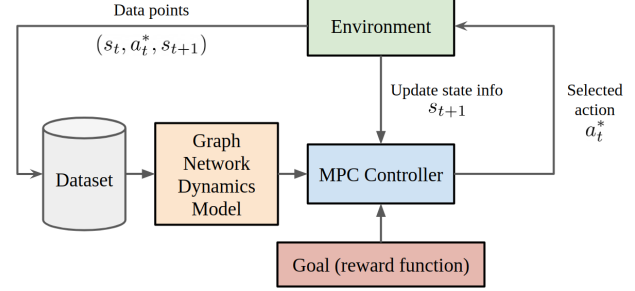 Data points
(s_t, a_t^*, s_{t+1})
Environment
Update state info
s_{t+1}
Selected
action
a_t^*
Dataset
Graph
Network
Dynamics
Model
MPC Controller
Goal (reward function)